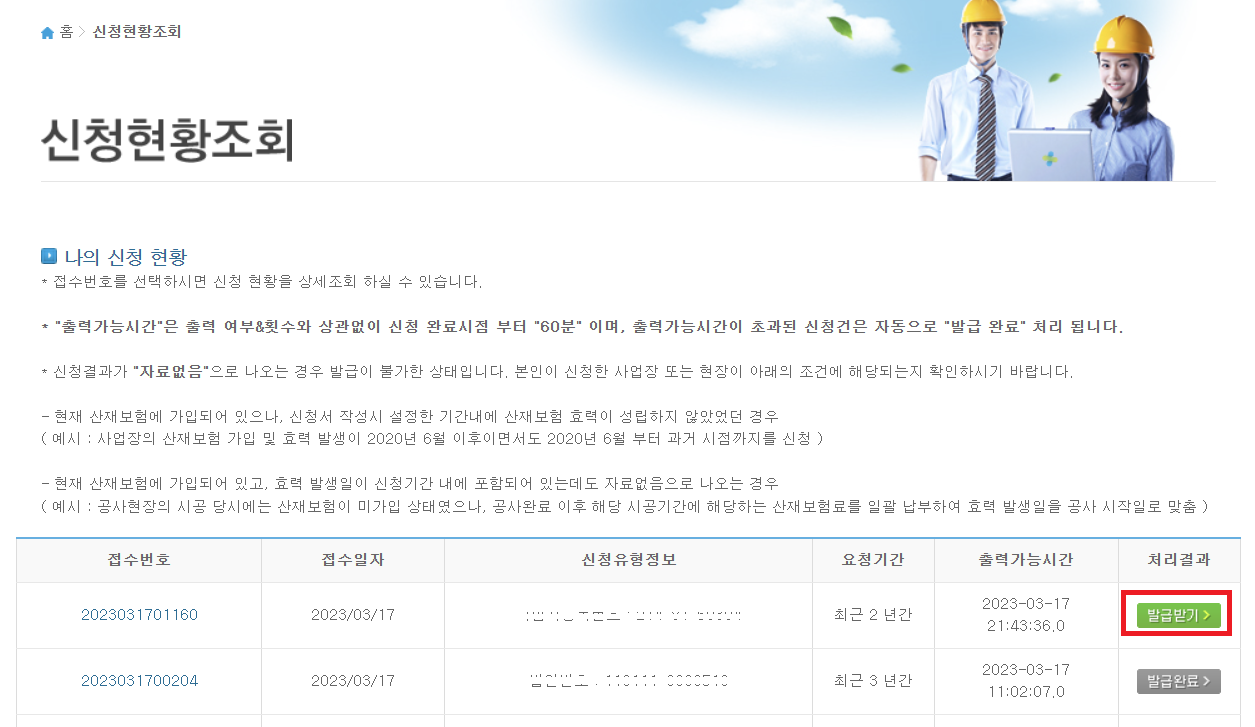 홈 > 신청현황조회
신청현황조회
나의 신청 현황
* 접수번호를 선택하시면 신청 현황을 상세조회 하실 수 있습니다.
* "출력가능시간"은 출력 여부&횟수와 상관없이 신청 완료시점 부터 "60분" 이며, 출력가능시간이 초과된 신청건은 자동으로 "발급 완료" 처리 됩니다.
* 신청결과가 "자료없음"으로 나오는 경우 발급이 불가한 상태입니다. 본인이 신청한 사업장 또는 현장이 아래의 조건에 해당되는지 확인하시기 바랍니다.
- 현재 산재보험에 가입되어 있으나, 신청서 작성시 설정한 기간내에 산재보험 효력이 성립하지 않았었던 경우
( 예시 : 사업장의 산재보험 가입 및 효력 발생이 2020년 6월 이후이면서도 2020년 6월 부터 과거 시점까지를 신청 )
- 현재 산재보험에 가입되어 있고, 효력 발생일이 신청기간 내에 포함되어 있는데도 자료없음으로 나오는 경우
( 예시 : 공사현장의 시공 당시에는 산재보험이 미가입 상태였으나, 공사완료 이후 해당 시공기간에 해당하는 산재보험료를 일괄 납부하여 효력 발생일을 공사 시작일로 맞춤 )
접수번호 접수일자 신청유형정보 요청기간 출력가능시간 처리결과
2023031701160 2023/03/17 최근 2 년간 2023-03-17 21:43:36.0 발급받기 >
2023031700204 2023/03/17 최근 3 년간 2023-03-17 11:02:07.0 발급완료 >